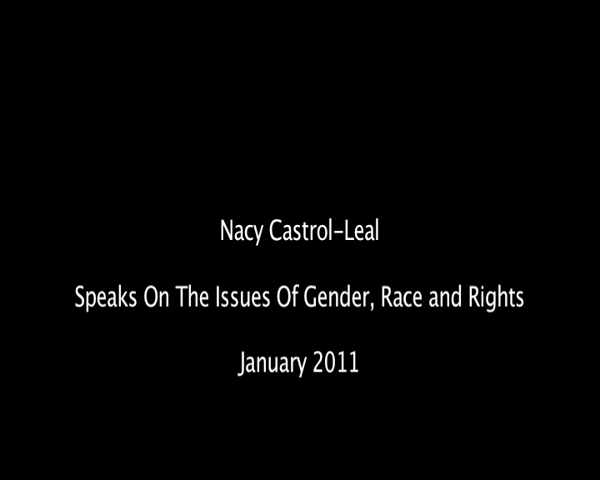 Nacy Castrol-Leal
Speaks On The Issues Of Gender, Race and Rights
January 2011